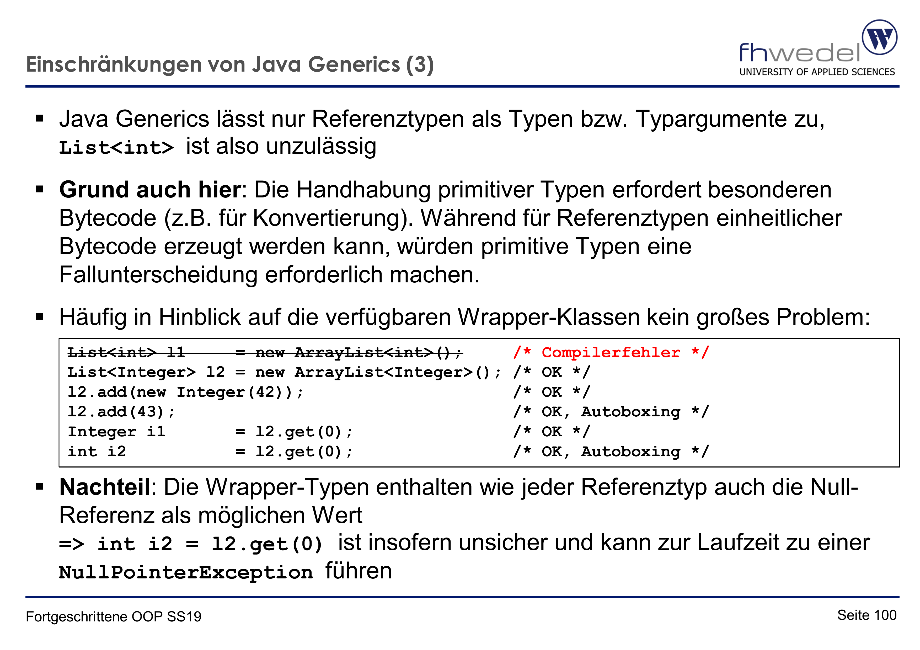 Einschränkungen von Java Generics (3)
fhwedel
UNIVERSITY OF APPLIED SCIENCES
W
▪ Java Generics lässt nur Referenztypen als Typen bzw. Typargumente zu,
List<int> ist also unzulässig
▪ Grund auch hier: Die Handhabung primitiver Typen erfordert besonderen
Bytecode (z.B. für Konvertierung). Während für Referenztypen einheitlicher
Bytecode erzeugt werden kann, würden primitive Typen eine
Fallunterscheidung erforderlich machen.
▪ Häufig in Hinblick auf die verfügbaren Wrapper-Klassen kein großes Problem:
List<int> l1 = new ArrayList<int>(); /* Compilerfehler */
List<Integer> l2 = new ArrayList<Integer>(); /* OK */
l2.add(new Integer(42)); /* OK */
l2.add(43); /* OK, Autoboxing */
Integer i1 = l2.get(0); /* OK */
int i2 = l2.get(0); /* OK, Autoboxing */
▪ Nachteil: Die Wrapper-Typen enthalten wie jeder Referenztyp auch die Null-
Referenz als möglichen Wert
=> int i2 = l2.get(0) ist insofern unsicher und kann zur Laufzeit zu einer
NullPointerException führen
Fortgeschrittene OOP SS19
Seite 100